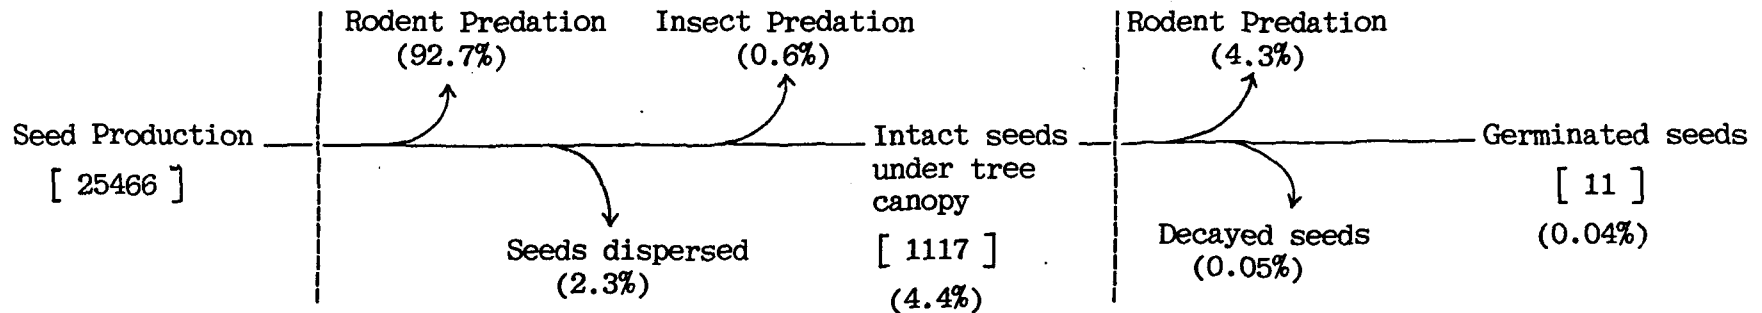 Rodent Predation
(92.7%)
Insect Predation
(0.6%)
Rodent Predation
(4.3%)
Seed Production
[ 25466 ]
Intact seeds
under tree
canopy
[ 1117 ]
(4.4%)
Germinated seeds
[ 11 ]
(0.04%)
Seeds dispersed
(2.3%)
Decayed seeds
(0.05%)